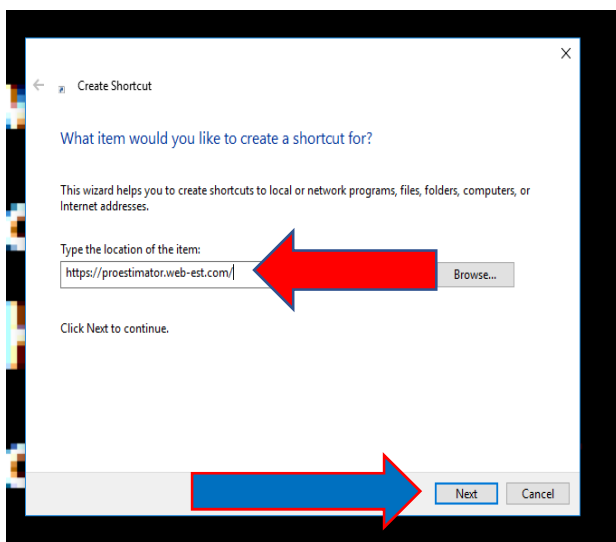 Create Shortcut
What item would you like to create a shortcut for?
This wizard helps you to create shortcuts to local or network programs, files, folders, computers, or
Internet addresses.
Type the location of the item:
https://proestimator.web-est.com/
Browse...
Click Next to continue.
Next
Cancel